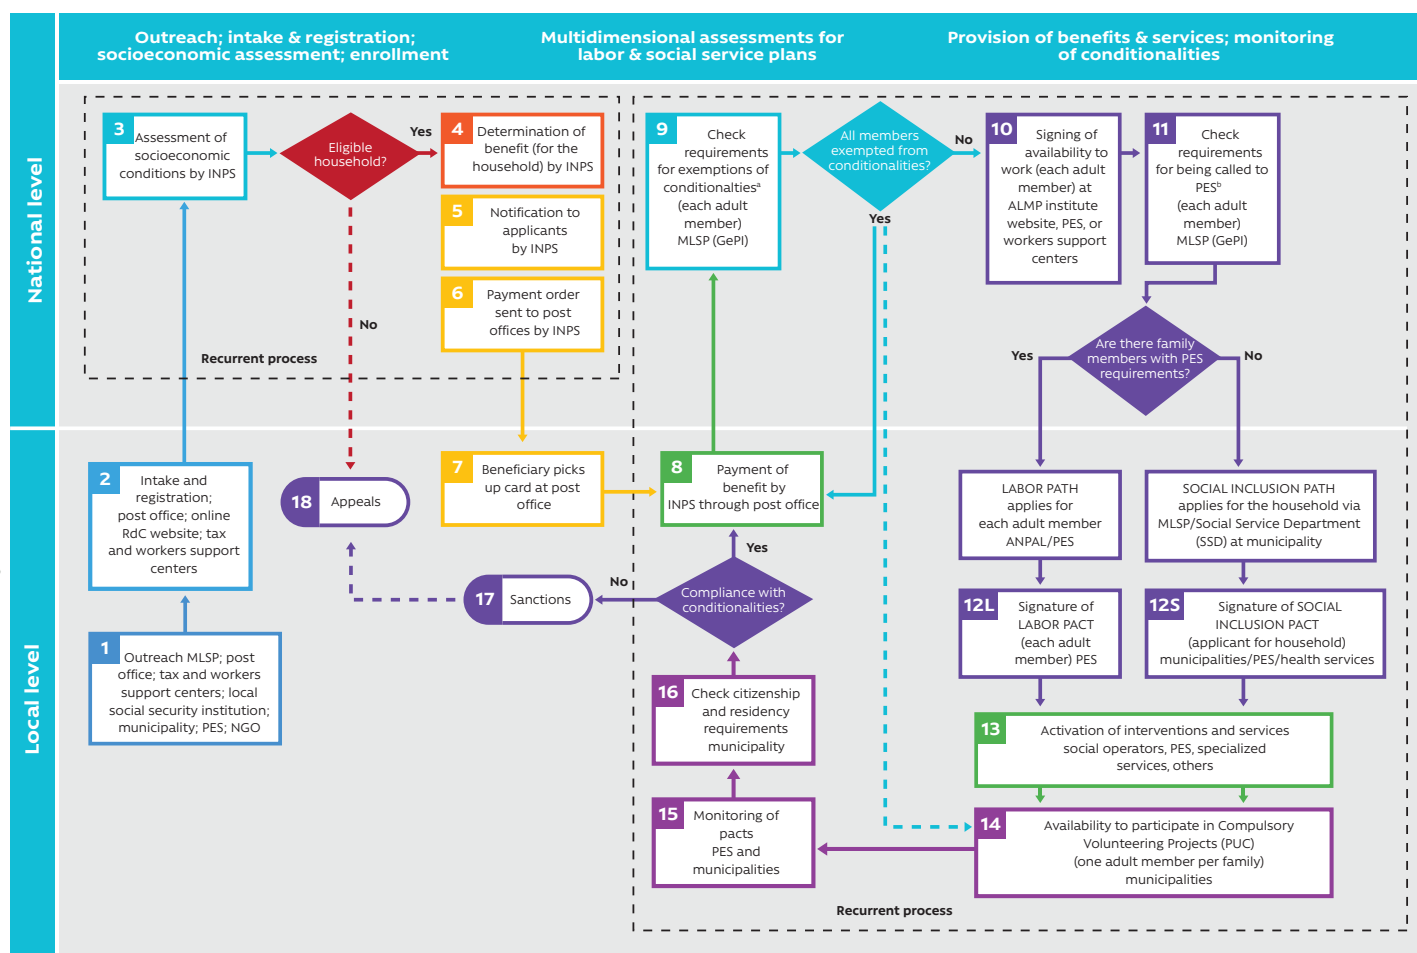 Outreach; intake & registration;
socioeconomic assessment; enrollment
Multidimensional assessments for
labor & social service plans
Provision of benefits & services; monitoring
of conditionalities
National level
Local level
3
Assessment of
socioeconomic
conditions by INPS
Eligible
household?
Yes
No
4
Determination of
benefit (for the
household) by INPS
5
Notification to
applicants
by INPS
6
Payment order
sent to post
offices by INPS
Recurrent process
9
Check
requirements
for exemptions of
conditionalties^a
(each adult
member)
MLSP (GePI)
All members
exempted from
conditionalities?
No
Yes
10
Signing of
availability to
work (each adult
member) at
ALMP institute
website, PES, or
workers support
centers
11
Check
requirements
for being called to
PES^b
(each adult
member)
MLSP (GePI)
Are there family
members with PES
requirements?
Yes
No
2
Intake and
registration;
post office; online
RdC website; tax
and workers support
centers
18
Appeals
7
Beneficiary picks
up card at post
office
8
Payment of
benefit by
INPS through post office
LABOR PATH
applies for
each adult member
ANPAL/PES
SOCIAL INCLUSION PATH
applies for the household via
MLSP/Social Service Department
(SSD) at municipality
Yes
No
17
Sanctions
Compliance with
conditionalities?
12L
Signature of
LABOR PACT
(each adult
member) PES
12S
Signature of SOCIAL
INCLUSION PACT
(applicant for household)
municipalities/PES/health services
1
Outreach MLSP; post
office; tax and workers
support centers; local
social security institution;
municipality; PES; NGO
16
Check citizenship
and residency
requirements
municipality
13
Activation of interventions and services
social operators, PES, specialized
services, others
15
Monitoring of
pacts
PES and
municipalities
14
Availability to participate in Compulsory
Volunteering Projects (PUC)
(one adult member per family)
municipalities
Recurrent process